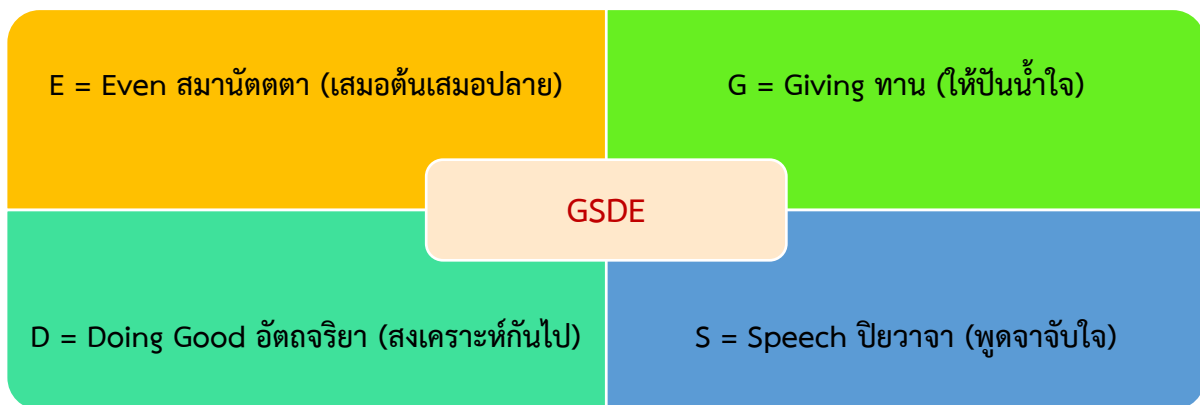 E = Even สมานัตตตา (เสมอต้นเสมอปลาย)
G = Giving ทาน (ให้ปันน้ำใจ)
GSDE
D = Doing Good อัตถจริยา (สงเคราะห์กันไป)
S = Speech ปิยวาจา (พูดจาจับใจ)